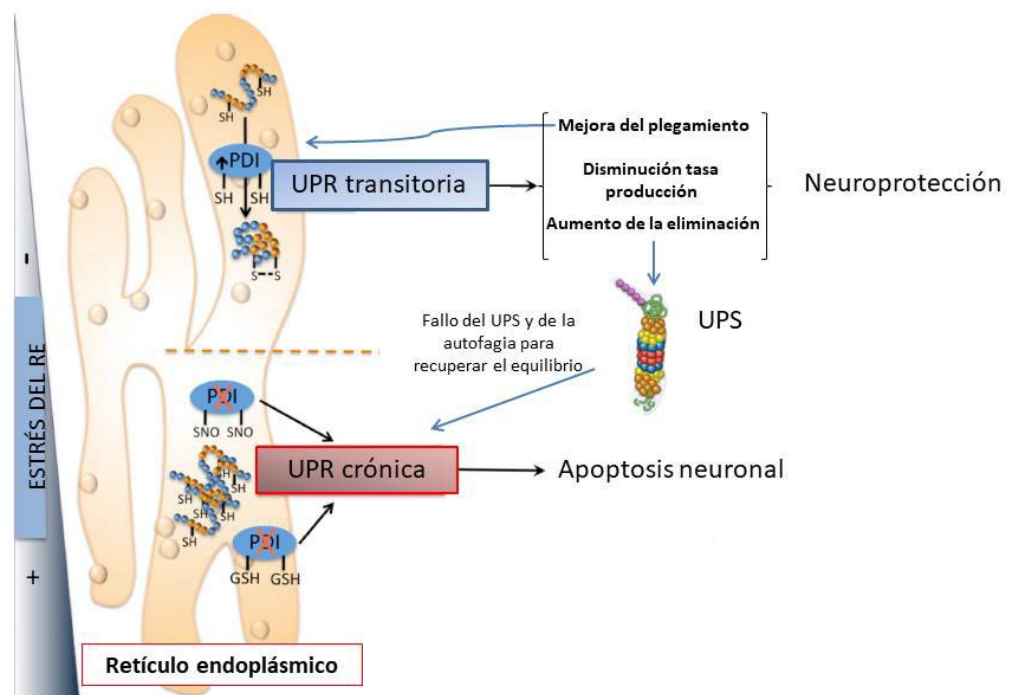 SH
SH
PDI
SH
SH
S--S
UPR transitoria
Mejora del plegamiento
Disminución tasa
producción
Aumento de la eliminación
Neuroprotección
UPS
Fallo del UPS y de la
autofagia para
recuperar el equilibrio
-
ESTRÉS DEL RE
+
PDI
SNO SNO
UPR crónica
Apoptosis neuronal
SH
SH
SH
SH
SH
SH
PDI
GSH GSH
Retículo endoplásmico